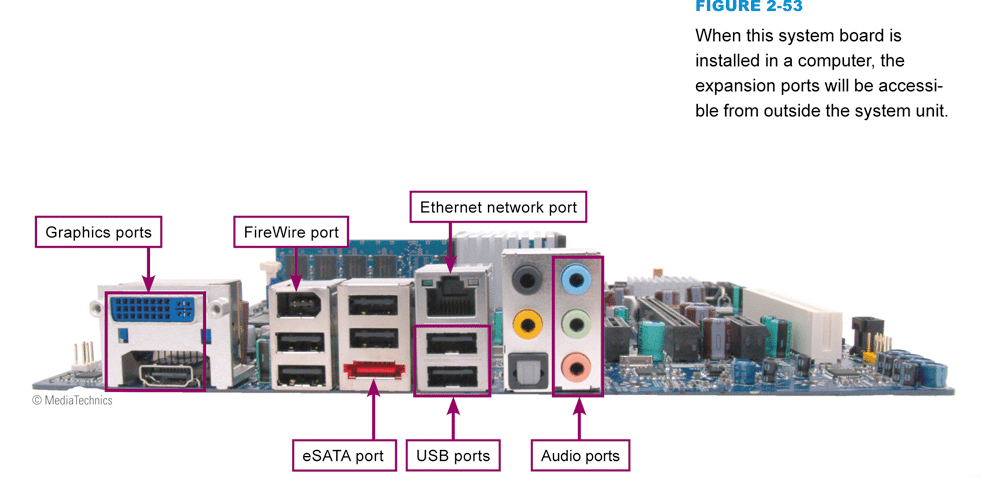 FIGURE 2-53
When this system board is
installed in a computer, the
expansion ports will be accessi-
ble from outside the system unit.
Ethernet network port
Graphics ports
FireWire port
© MediaTechnics
eSATA port
USB ports
Audio ports